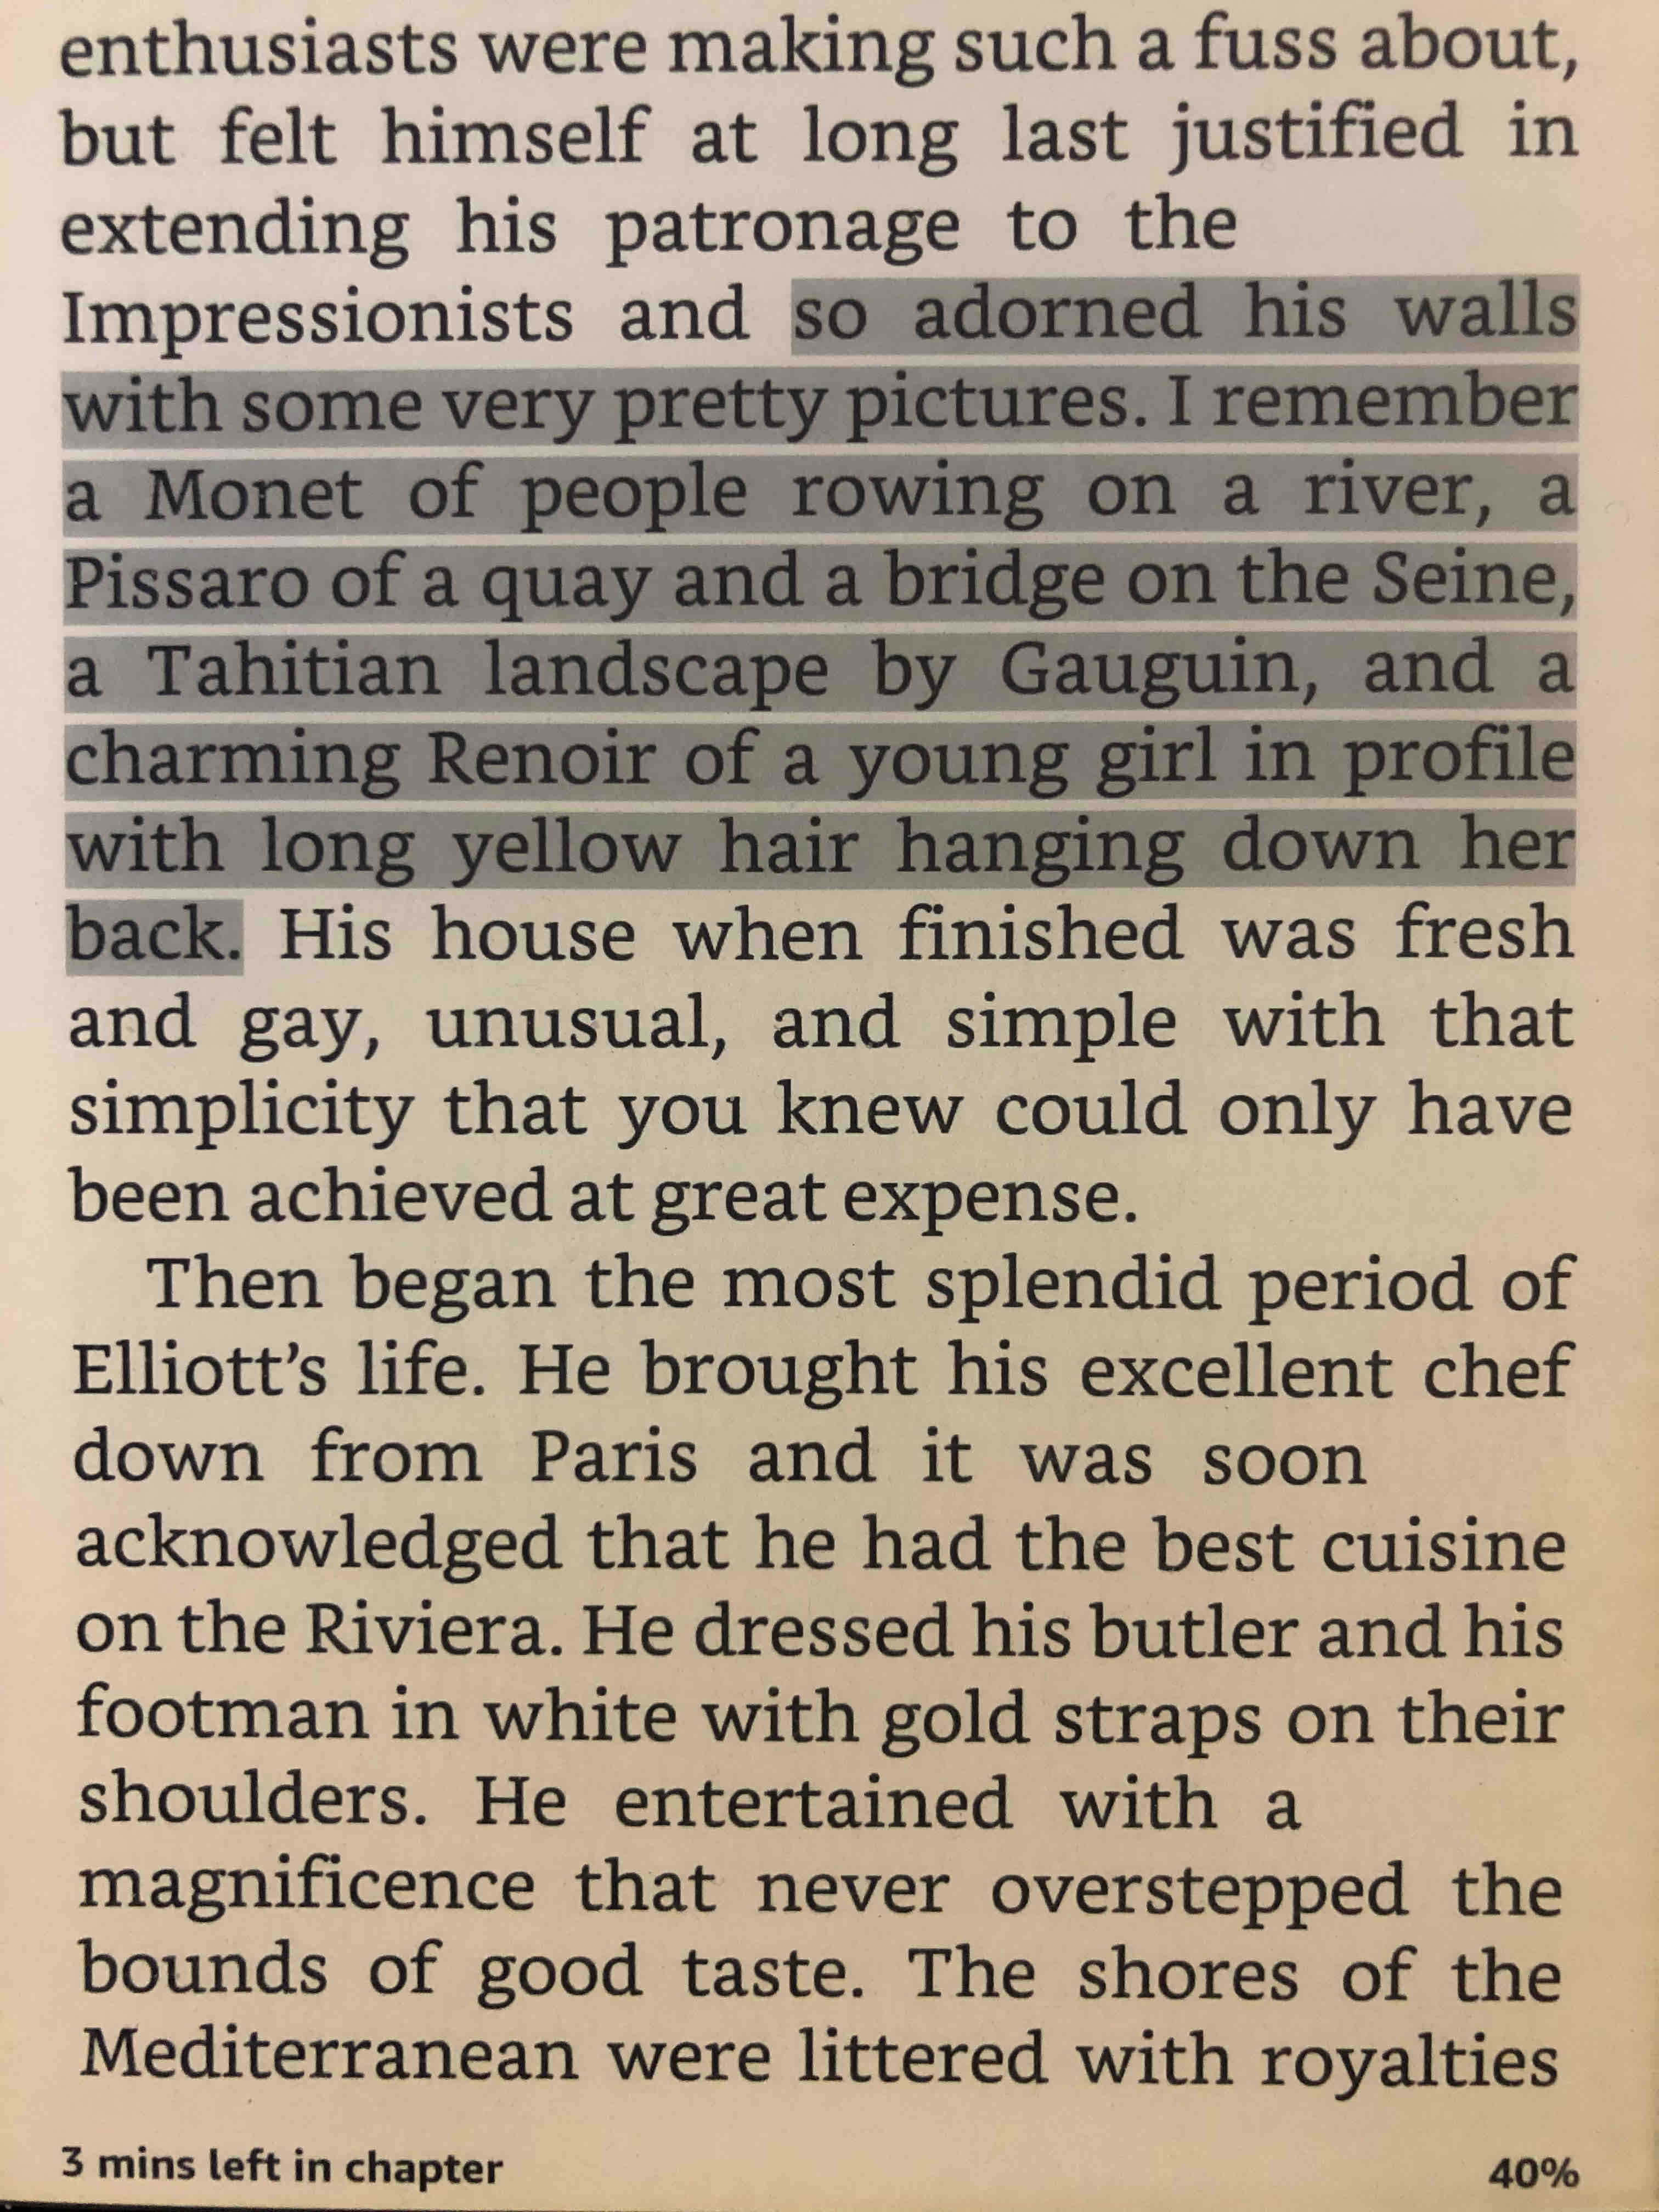 enthusiasts were making such a fuss about,
but felt himself at long last justified in
extending his patronage to the
Impressionists and so adorned his walls
with some very pretty pictures. I remember
a Monet of people rowing on a river, a
Pissaro of a quay and a bridge on the Seine,
a Tahitian landscape by Gauguin, and a
charming Renoir of a young girl in profile
with long yellow hair hanging down her
back. His house when finished was fresh
and gay, unusual, and simple with that
simplicity that you knew could only have
been achieved at great expense.
Then began the most splendid period of
Elliott’s life. He brought his excellent chef
down from Paris and it was soon
acknowledged that he had the best cuisine
on the Riviera. He dressed his butler and his
footman in white with gold straps on their
shoulders. He entertained with a
magnificence that never overstepped the
bounds of good taste. The shores of the
Mediterranean were littered with royalties
3 mins left in chapter 40%